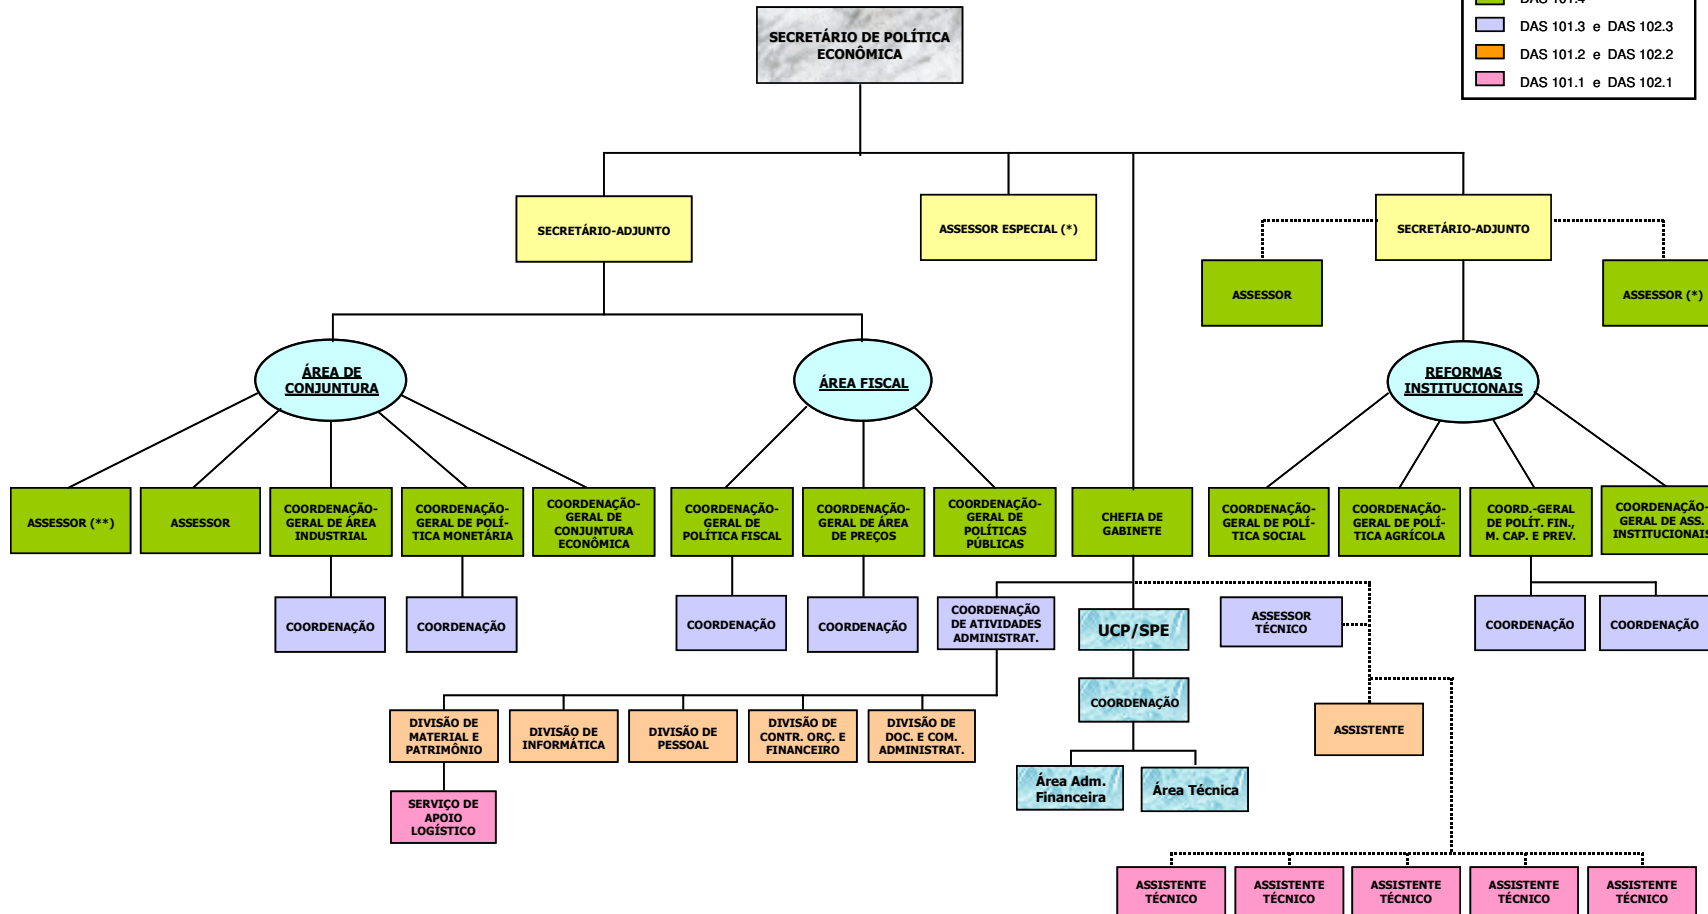 DAS 101.4
DAS 101.3 e DAS 102.3
DAS 101.2 e DAS 102.2
DAS 101.1 e DAS 102.1
SECRETÁRIO DE POLÍTICA
ECONÔMICA
SECRETÁRIO-ADJUNTO
ASSESSOR ESPECIAL (*)
SECRETÁRIO-ADJUNTO
ASSESSOR
ASSESSOR (*)
ÁREA DE
CONJUNTURA
ÁREA FISCAL
REFORMAS
INSTITUCIONAIS
ASSESSOR (**)
ASSESSOR
COORDENAÇÃO-
GERAL DE ÁREA
INDUSTRIAL
COORDENAÇÃO-
GERAL DE POLÍ-
TICA MONETÁRIA
COORDENAÇÃO-
GERAL DE
CONJUNTURA
ECONÔMICA
COORDENAÇÃO-
GERAL DE
POLÍTICA FISCAL
COORDENAÇÃO-
GERAL DE ÁREA
DE PREÇOS
COORDENAÇÃO-
GERAL DE
POLÍTICAS
PÚBLICAS
CHEFIA DE
GABINETE
COORDENAÇÃO-
GERAL DE POLÍ-
TICA SOCIAL
COORDENAÇÃO-
GERAL DE POLÍ-
TICA AGRÍCOLA
COORD.-GERAL
DE POLÍT. FIN.,
M. CAP. E PREV.
COORDENAÇÃO-
GERAL DE ASS.
INSTITUCIONAIS
COORDENAÇÃO
COORDENAÇÃO
COORDENAÇÃO
COORDENAÇÃO
COORDENAÇÃO
DE ATIVIDADES
ADMINISTRAT.
UCP/SPE
ASSESSOR
TÉCNICO
COORDENAÇÃO
COORDENAÇÃO
COORDENAÇÃO
DIVISÃO DE
MATERIAL E
PATRIMÔNIO
DIVISÃO DE
INFORMÁTICA
DIVISÃO DE
PESSOAL
DIVISÃO DE
CONTR. ORÇ. E
FINANCEIRO
DIVISÃO DE
DOC. E COM.
ADMINISTRAT.
ASSISTENTE
Área Adm.
Financeira
Área Técnica
SERVIÇO DE
APOIO
LOGÍSTICO
ASSISTENTE
TÉCNICO
ASSISTENTE
TÉCNICO
ASSISTENTE
TÉCNICO
ASSISTENTE
TÉCNICO
ASSISTENTE
TÉCNICO